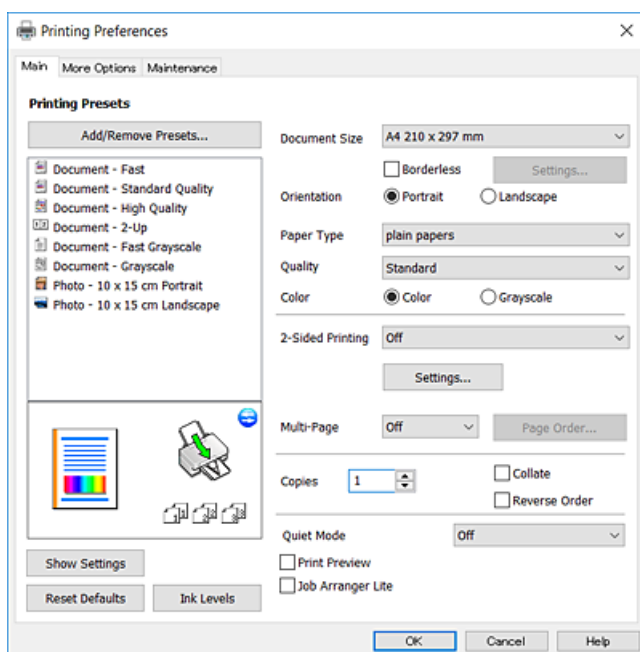 Printing Preferences
Main More Options Maintenance
Printing Presets
Add/Remove Presets...
Document - Fast
Document - Standard Quality
Document - High Quality
Document - 2-Up
Document - Fast Grayscale
Document - Grayscale
Photo - 10 x 15 cm Portrait
Photo - 10 x 15 cm Landscape
Show Settings
Reset Defaults Ink Levels
Document Size A4 210 x 297 mm
Borderless Settings...
Orientation Portrait Landscape
Paper Type plain papers
Quality Standard
Color Color Grayscale
2-Sided Printing Off
Settings...
Multi-Page Off Page Order...
Copies 1 Collate
Reverse Order
Quiet Mode Off
Print Preview
Job Arranger Lite
OK Cancel Help